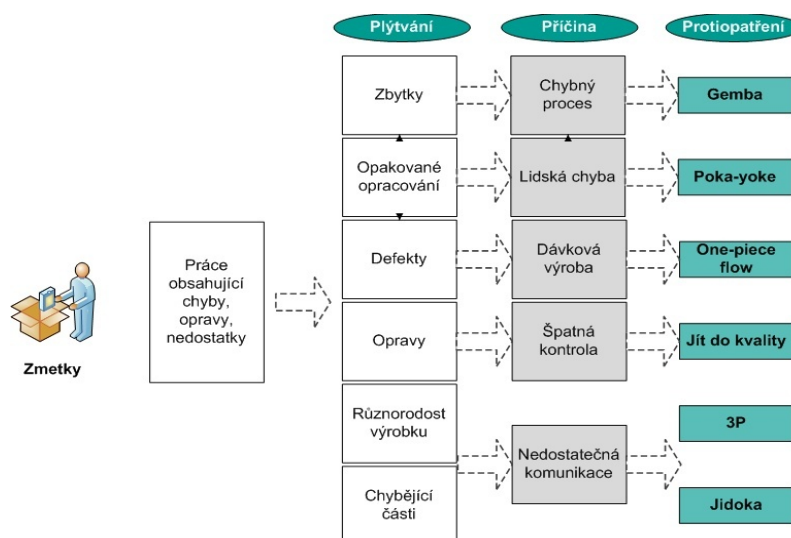 Plýtvání
Příčina
Protiopatření
Zbytky
Chybný
proces
Gemba
Opakované
opracování
Lidská chyba
Poka-yoke
Práce
obsahující
chyby,
opravy,
nedostatky
Defekty
Dávková
výroba
One-piece
flow
Zmetky
Opravy
Špatná
kontrola
Jít do kvality
Různorodost
výrobku
Nedostatečná
komunikace
3P
Chybějící
části
Jidoka